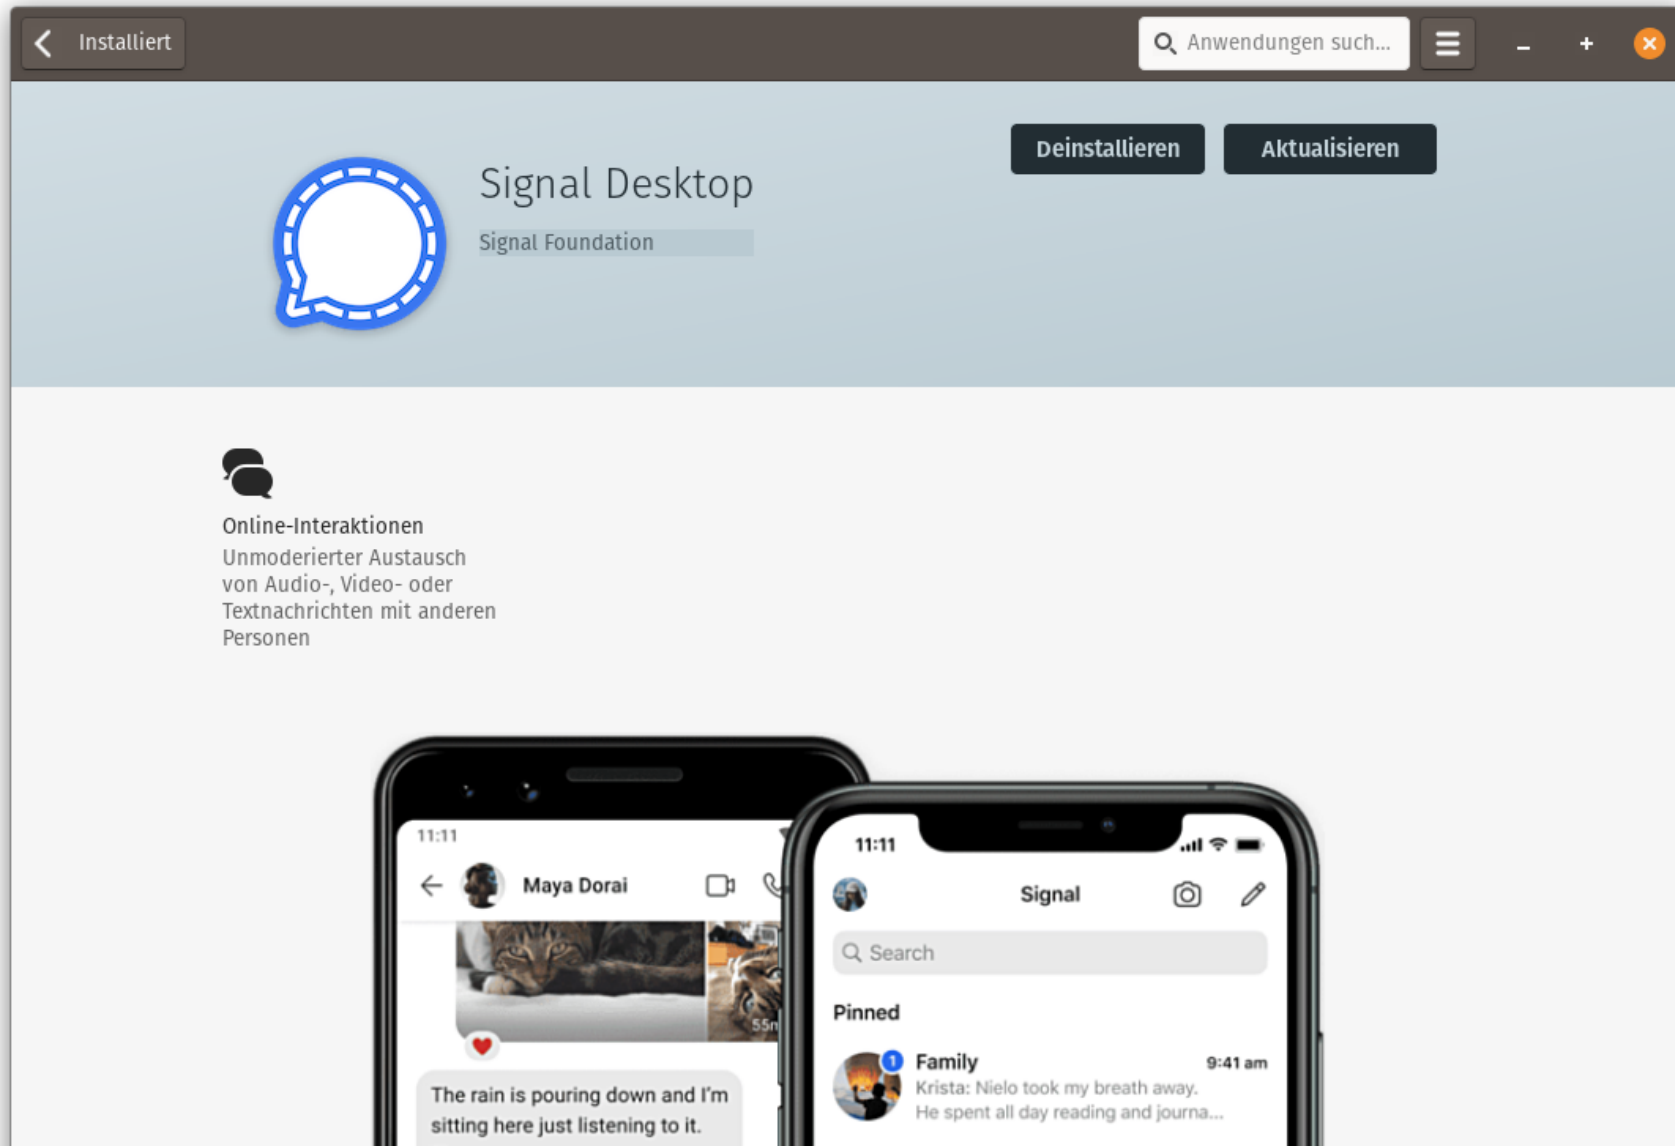 Installiert
Anwendungen such...
Signal Desktop
Signal Foundation
Deinstallieren
Aktualisieren
Online-Interaktionen
Unmoderierter Austausch
von Audio-, Video- oder
Textnachrichten mit anderen
Personen
11:11
Maya Dorai
55m
The rain is pouring down and I'm
sitting here just listening to it.
11:11
Signal
Search
Pinned
1
Family
9:41 am
Krista: Nielo took my breath away.
He spent all day reading and journa...